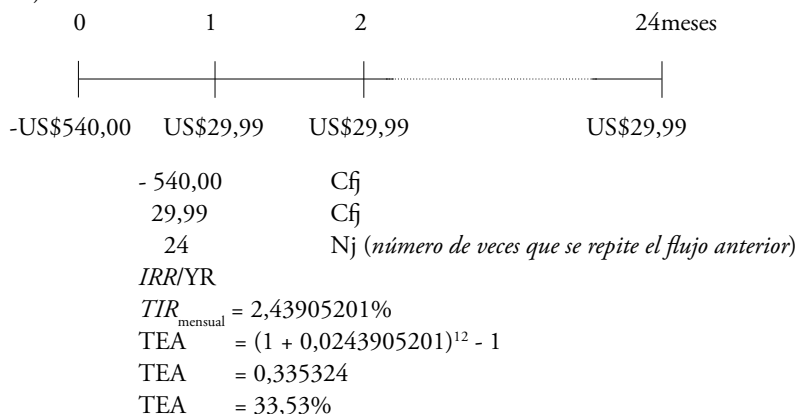 0 1 2 24meses
-US$540,00 US$29,99 US$29,99 US$29,99
- 540,00 Cfj
29,99 Cfj
24 Nj (número de veces que se repite el flujo anterior)
IRR/YR
TIR mensual = 2,43905201%
TEA = (1 + 0,0243905201)¹² - 1
TEA = 0,335324
TEA = 33,53%